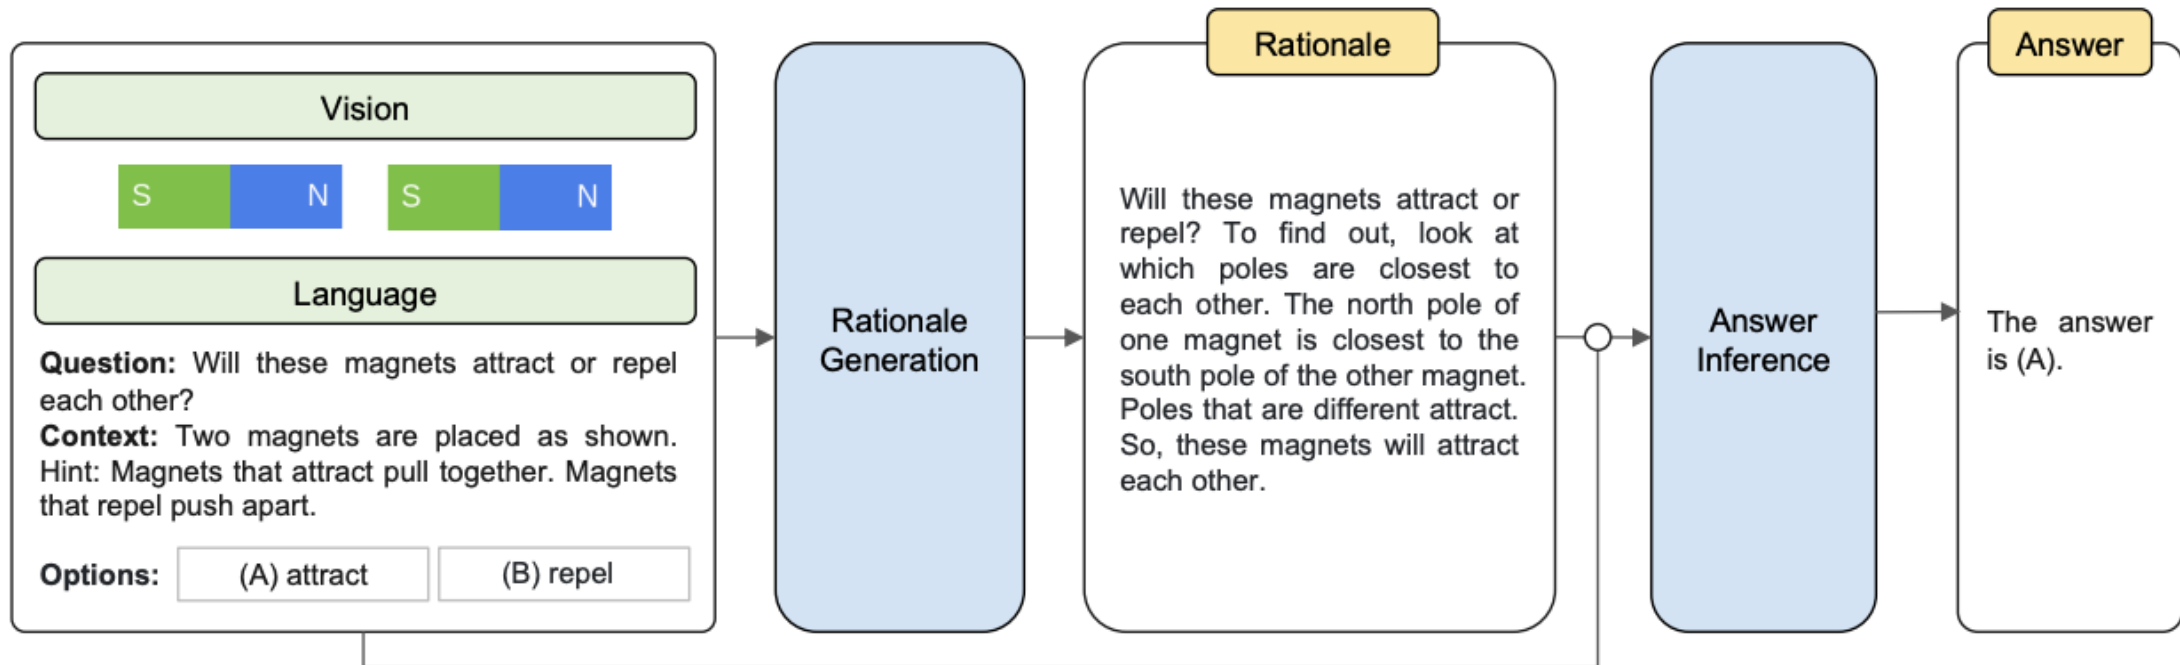 Vision
S N S N
Language
Question: Will these magnets attract or repel
each other?
Context: Two magnets are placed as shown.
Hint: Magnets that attract pull together. Magnets
that repel push apart.
Options: (A) attract (B) repel
Rationale
Generation
Rationale
Will these magnets attract or
repel? To find out, look at
which poles are closest to
each other. The north pole of
one magnet is closest to the
south pole of the other magnet.
Poles that are different attract.
So, these magnets will attract
each other.
Answer
Inference
Answer
The answer
is (A).